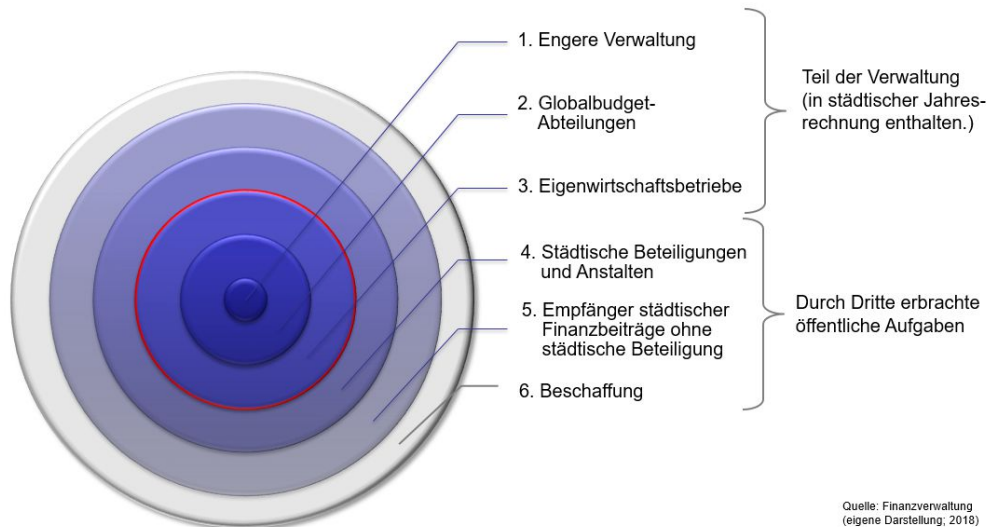 1. Engere Verwaltung
2. Globalbudget-
Abteilungen
3. Eigenwirtschaftsbetriebe
Teil der Verwaltung
(in städtischer Jahres-
rechnung enthalten.)
4. Städtische Beteiligungen
und Anstalten
5. Empfänger städtischer
Finanzbeiträge ohne
städtische Beteiligung
6. Beschaffung
Durch Dritte erbrachte
öffentliche Aufgaben
Quelle: Finanzverwaltung
(eigene Darstellung; 2018)